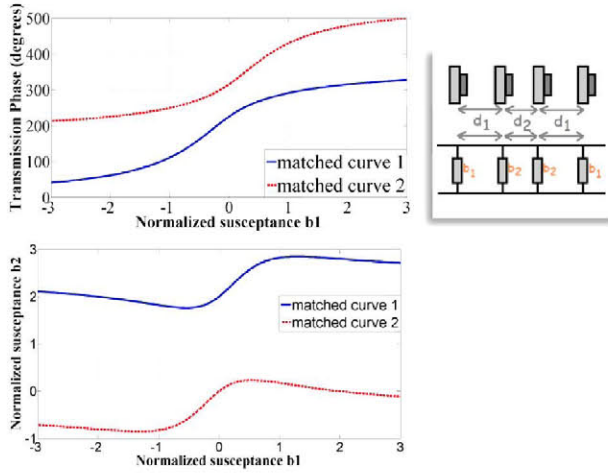 Transmission Phase (degrees)
500
400
300
200
100
0
matched curve 1
matched curve 2
-3 -2 -1 0 1 2 3
Normalized susceptance b1
d1 d2 d1
b1 b2 b2 b1
Normalized susceptance b2
3
2
1
0
-1
matched curve 1
matched curve 2
-3 -2 -1 0 1 2 3
Normalized susceptance b1